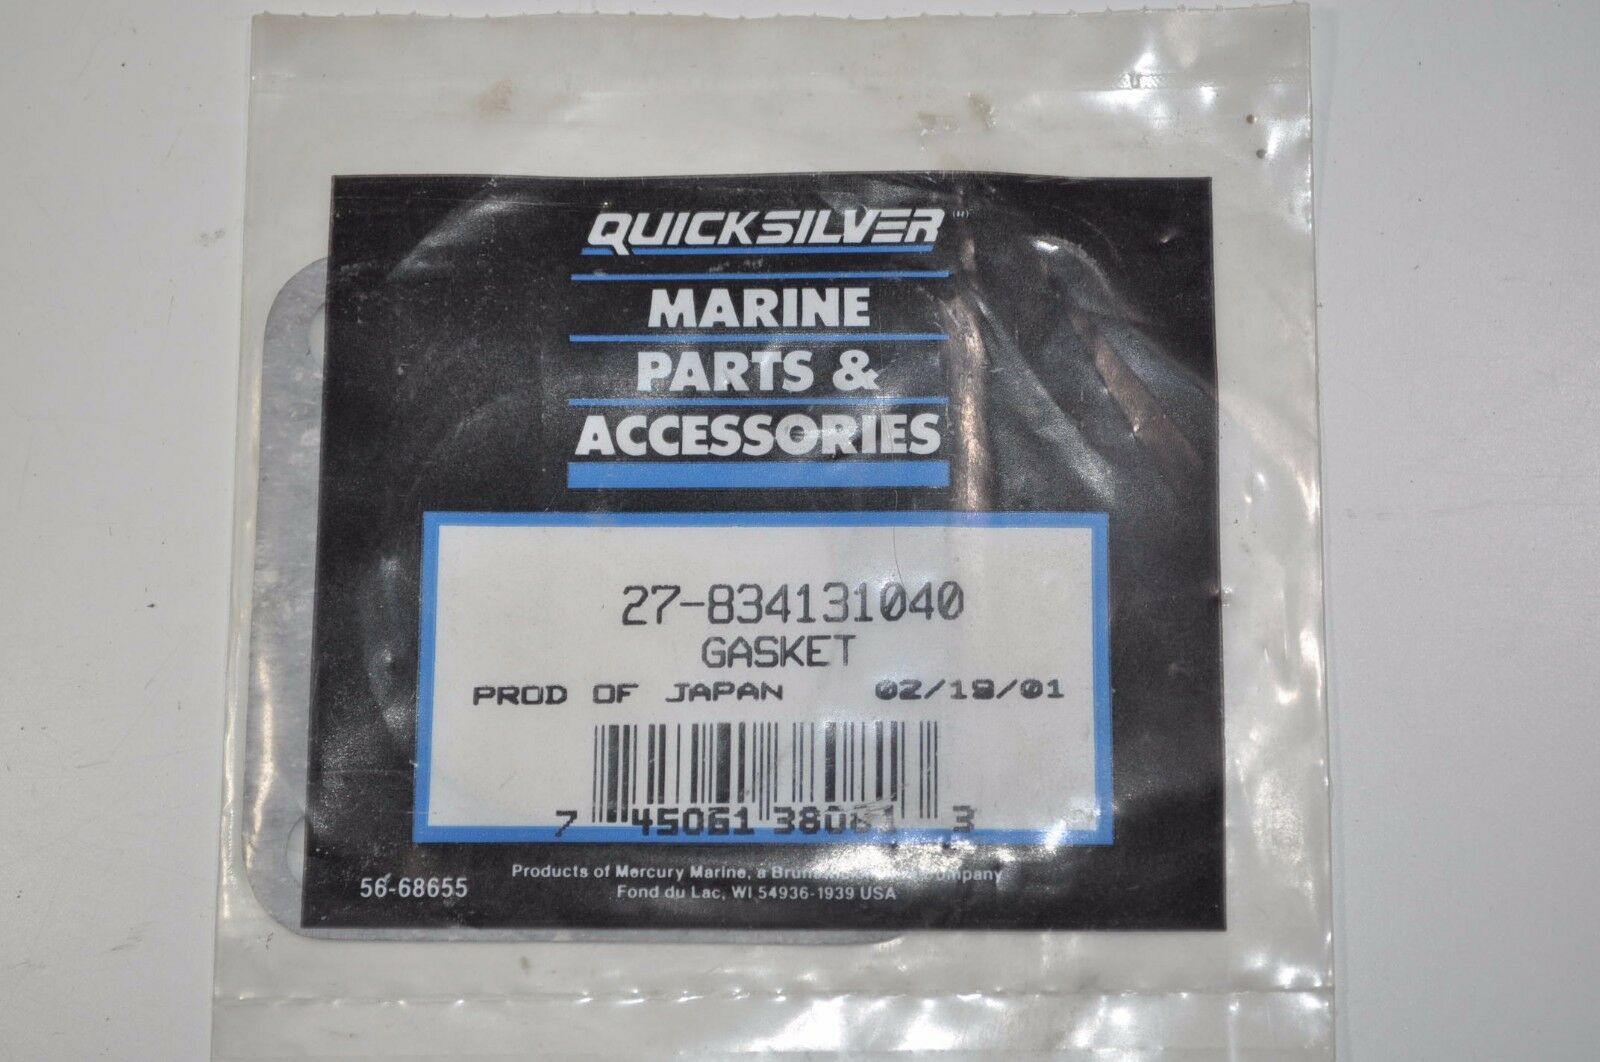 QUICKSILVER (R)
MARINE
PARTS &
ACCESSORIES
27-834131040
GASKET
PROD OF JAPAN 02/19/01
7 45061 38081 3
Products of Mercury Marine, a Company
56-68655 Fond du Lac, WI 54936-1939 USA